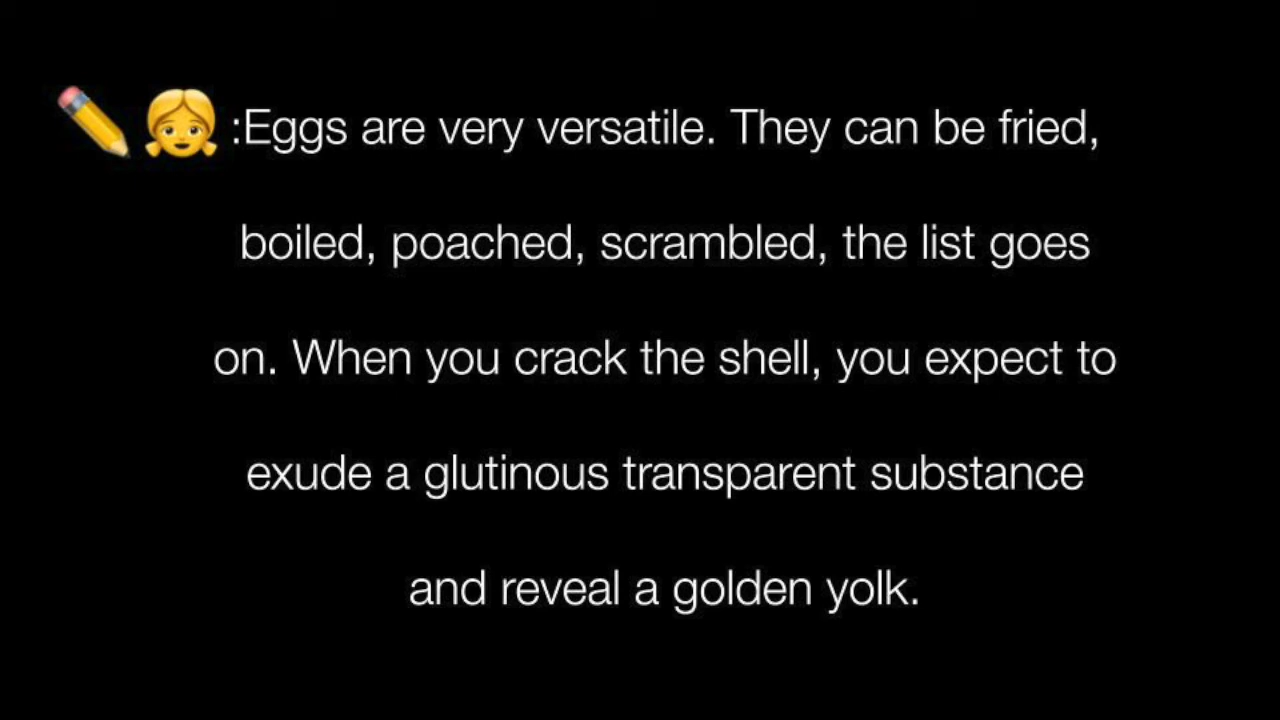 ✏️👧 :Eggs are very versatile. They can be fried,
boiled, poached, scrambled, the list goes
on. When you crack the shell, you expect to
exude a glutinous transparent substance
and reveal a golden yolk.